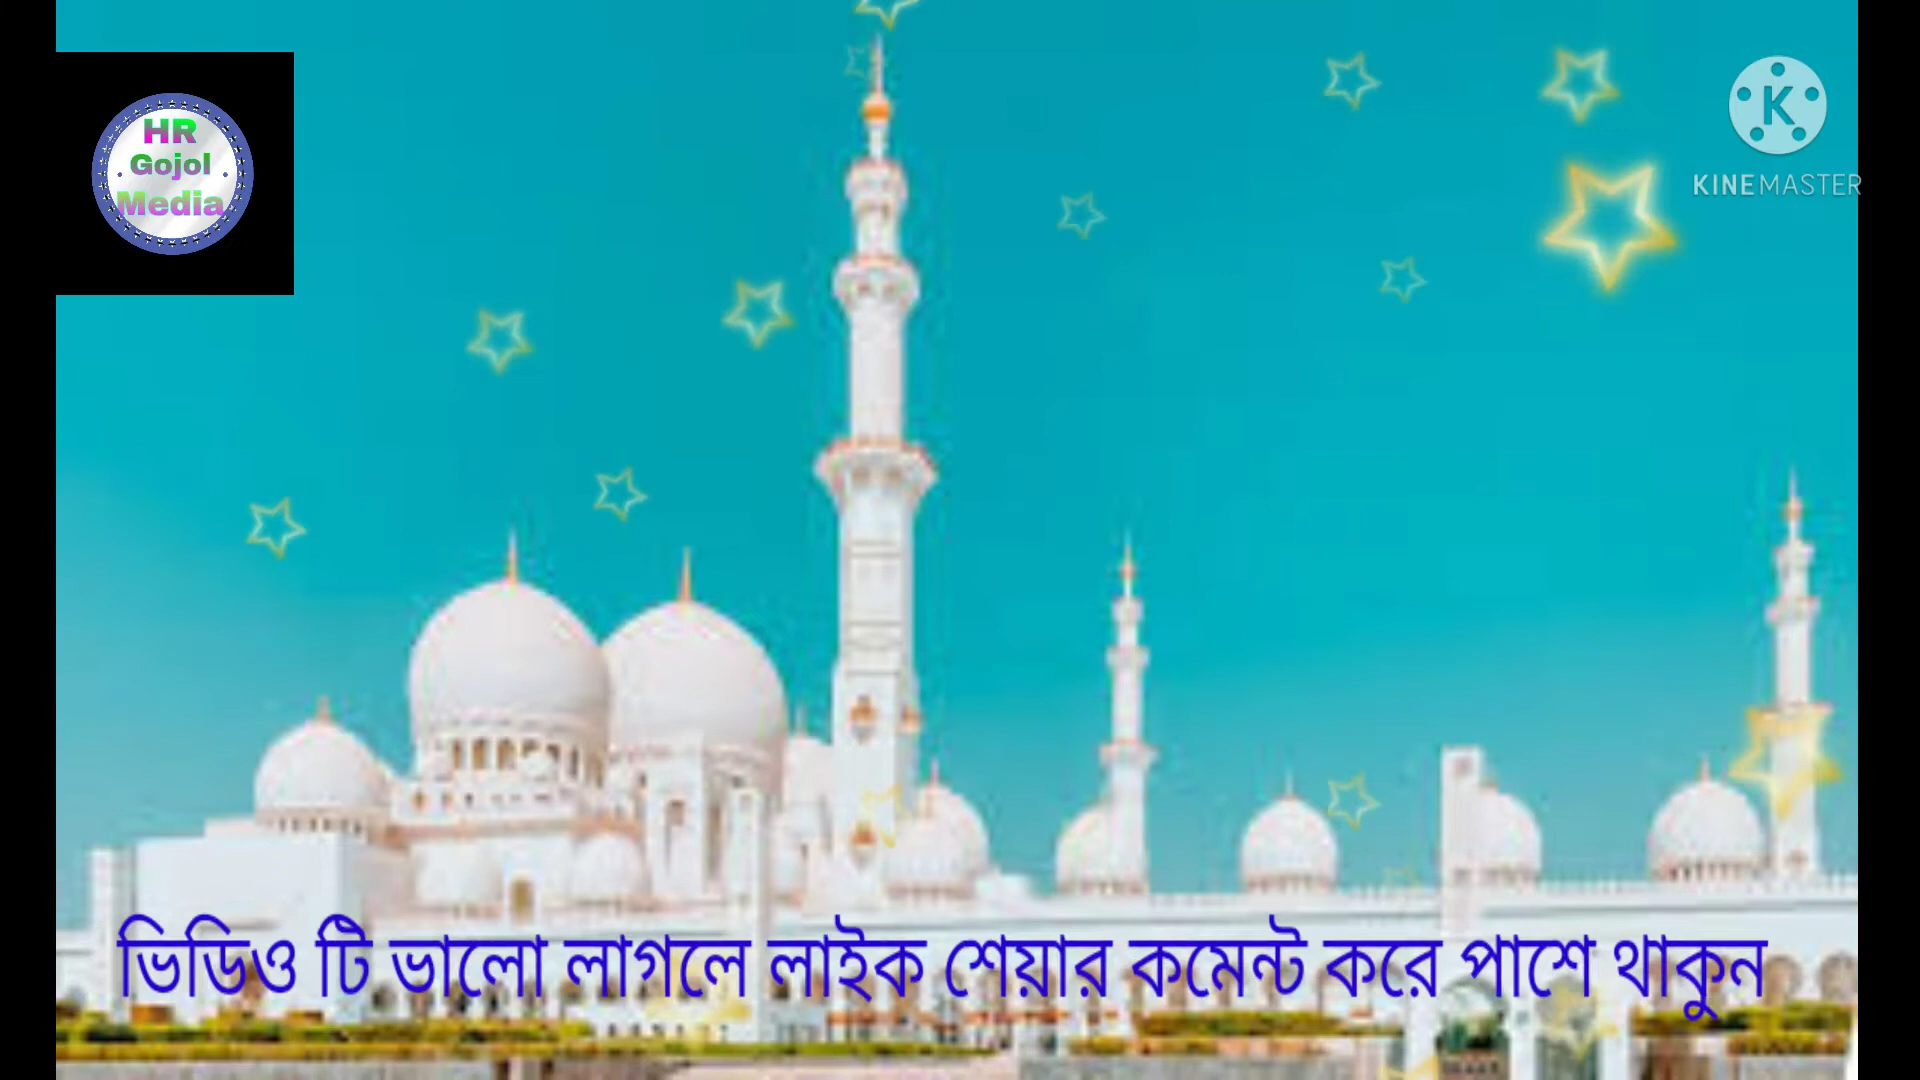 HR
Gojol
Media
K
KINEMASTER
ভিডিও টি ভালো লাগলে লাইক শেয়ার কমেন্ট করে পাশে থাকুন